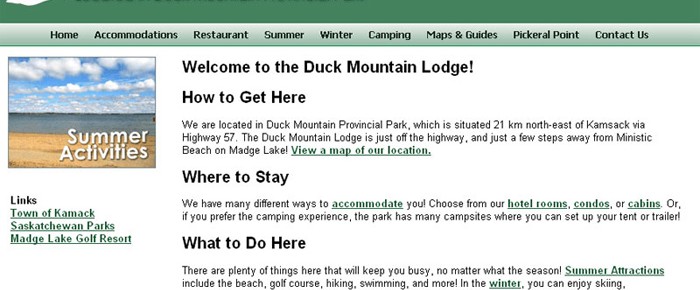 Home Accommodations Restaurant Summer Winter Camping Maps & Guides Pickeral Point Contact Us
Summer
Activities
Links
Town of Kamack
Saskatchewan Parks
Madge Lake Golf Resort
Welcome to the Duck Mountain Lodge!
How to Get Here
We are located in Duck Mountain Provincial Park, which is situated 21 km north-east of Kamsack via
Highway 57. The Duck Mountain Lodge is just off the highway, and just a few steps away from Ministic
Beach on Madge Lake! View a map of our location.
Where to Stay
We have many different ways to accommodate you! Choose from our hotel rooms, condos, or cabins. Or,
if you prefer the camping experience, the park has many campsites where you can set up your tent or trailer!
What to Do Here
There are plenty of things here that will keep you busy, no matter what the season! Summer Attractions
include the beach, golf course, hiking, swimming, and more! In the winter, you can enjoy skiing,